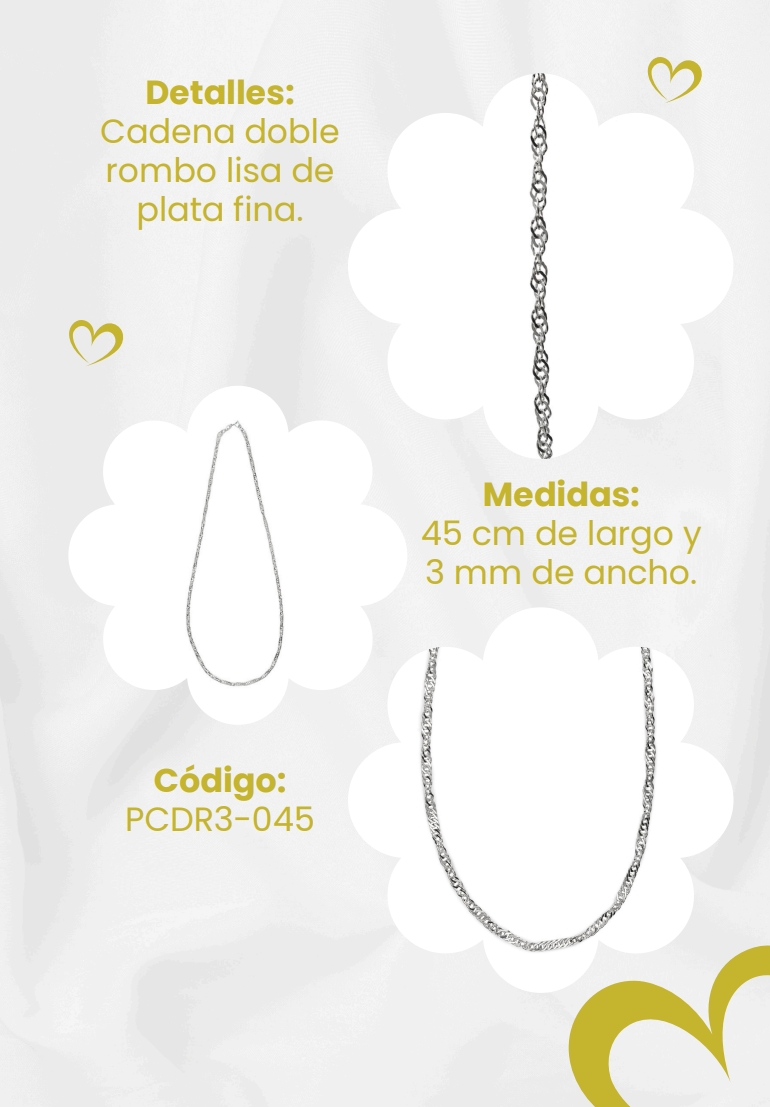 Detalles:
Cadena doble
rombo lisa de
plata fina.
Medidas:
45 cm de largo y
3 mm de ancho.
Código:
PCDR3-045